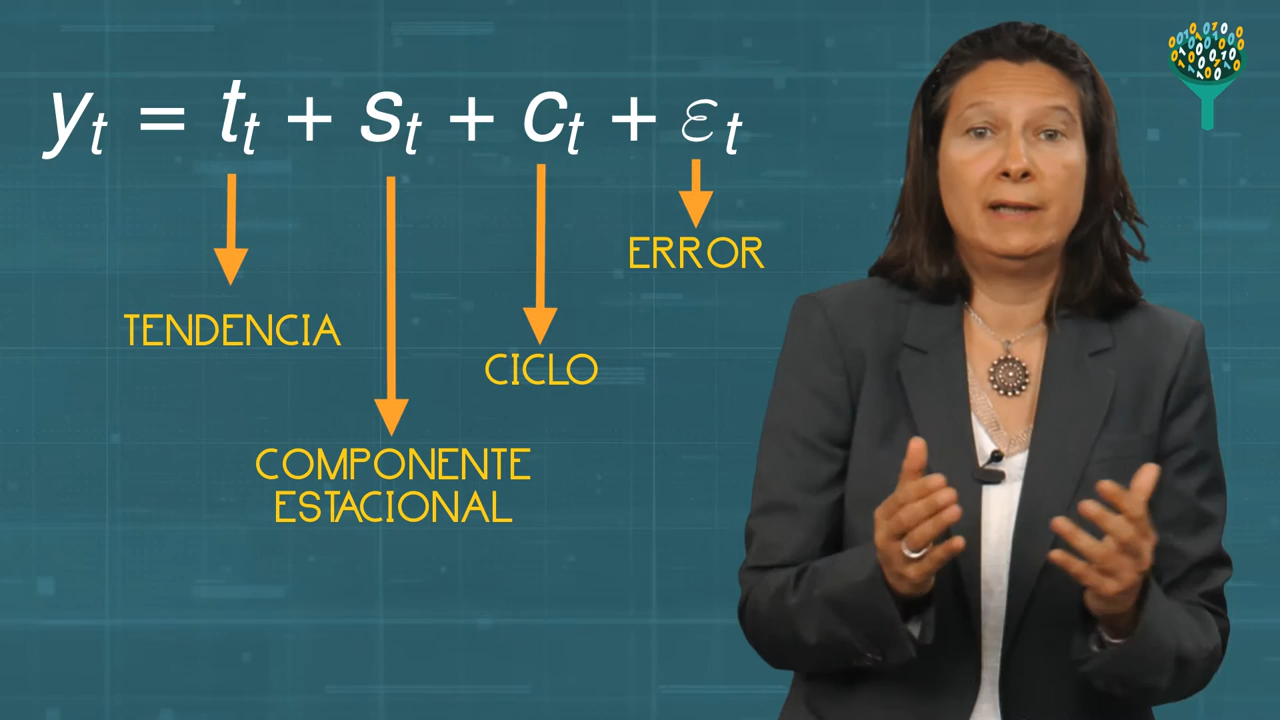 yₜ = tₜ + sₜ + cₜ + εₜ
ERROR
TENDENCIA
CICLO
COMPONENTE
ESTACIONAL